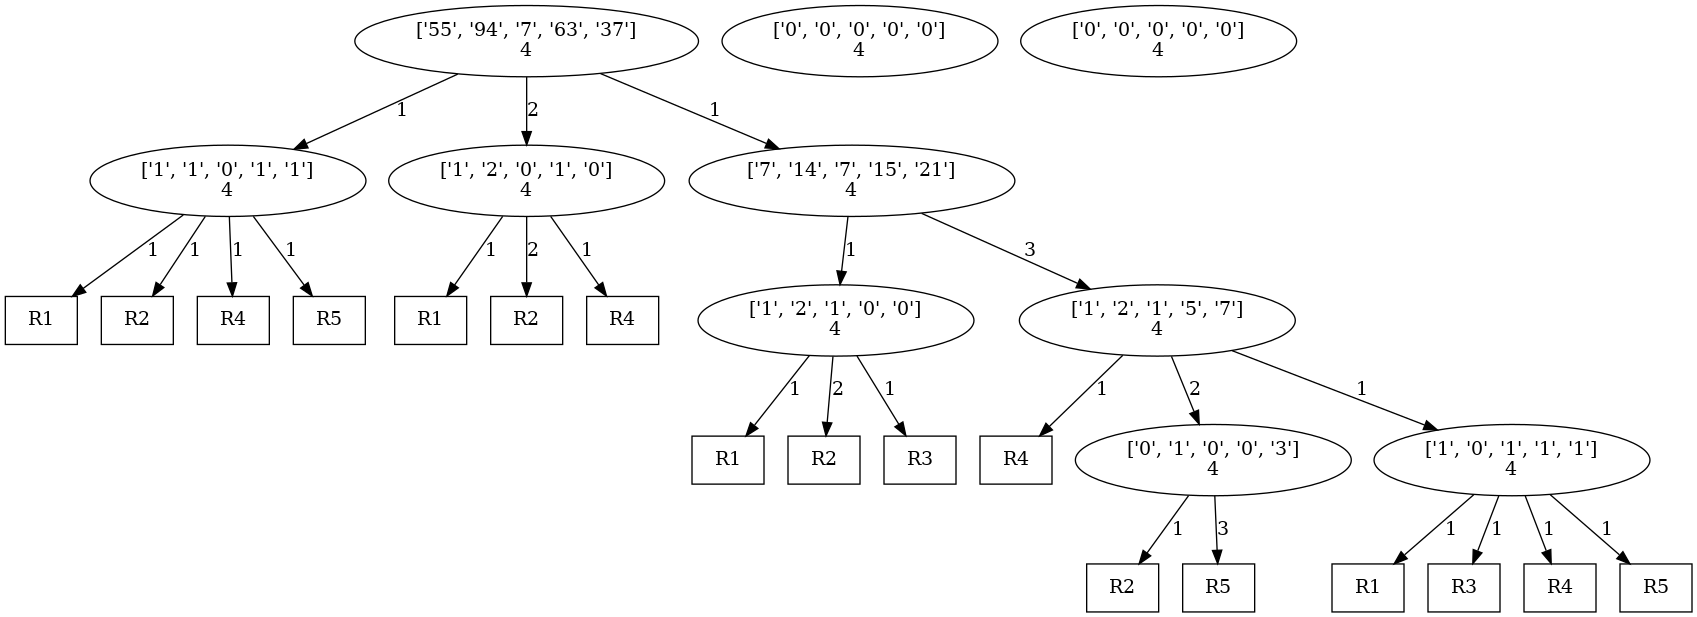 ['55', '94', '7', '63', '37']
4
['0', '0', '0', '0', '0']
4
['0', '0', '0', '0', '0']
4
1
2
1
['1', '1', '0', '1', '1']
4
['1', '2', '0', '1', '0']
4
['7', '14', '7', '15', '21']
4
1
1
1
1
1
2
1
1
3
R1
R2
R4
R5
R1
R2
R4
['1', '2', '1', '0', '0']
4
['1', '2', '1', '5', '7']
4
1
2
1
1
2
1
R1
R2
R3
R4
['0', '1', '0', '0', '3']
4
['1', '0', '1', '1', '1']
4
1
3
1
1
1
1
R2
R5
R1
R3
R4
R5